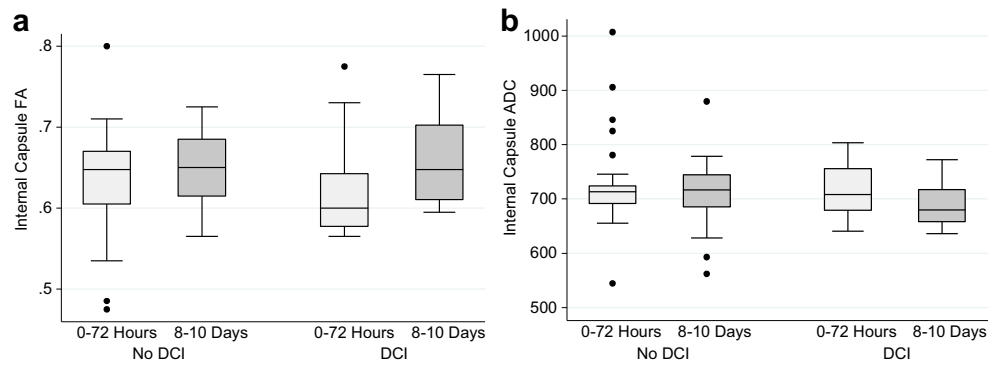 a
.8
.7
.6
.5
Internal Capsule FA
0-72 Hours 8-10 Days 0-72 Hours 8-10 Days
No DCI DCI
b
1000
900
800
700
600
500
Internal Capsule ADC
0-72 Hours 8-10 Days 0-72 Hours 8-10 Days
No DCI DCI